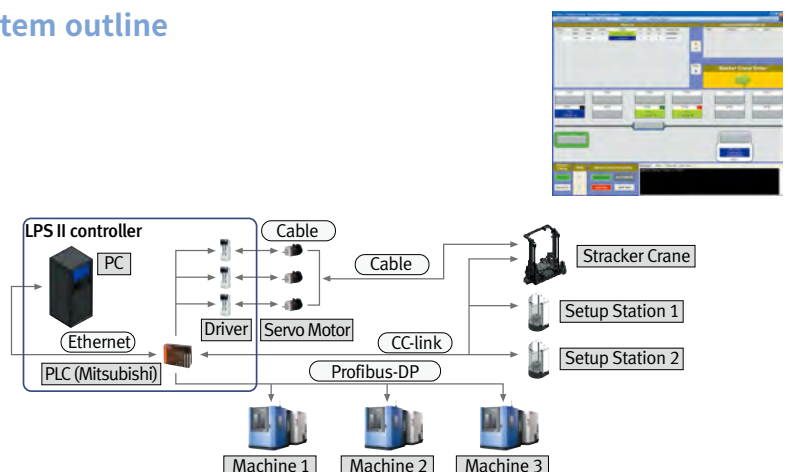 tem outline
LPS II controller
PC
Cable
Cable
Stracker Crane
Setup Station 1
Ethernet
Driver
Servo Motor
CC-link
Setup Station 2
PLC (Mitsubishi)
Profibus-DP
Machine 1
Machine 2
Machine 3